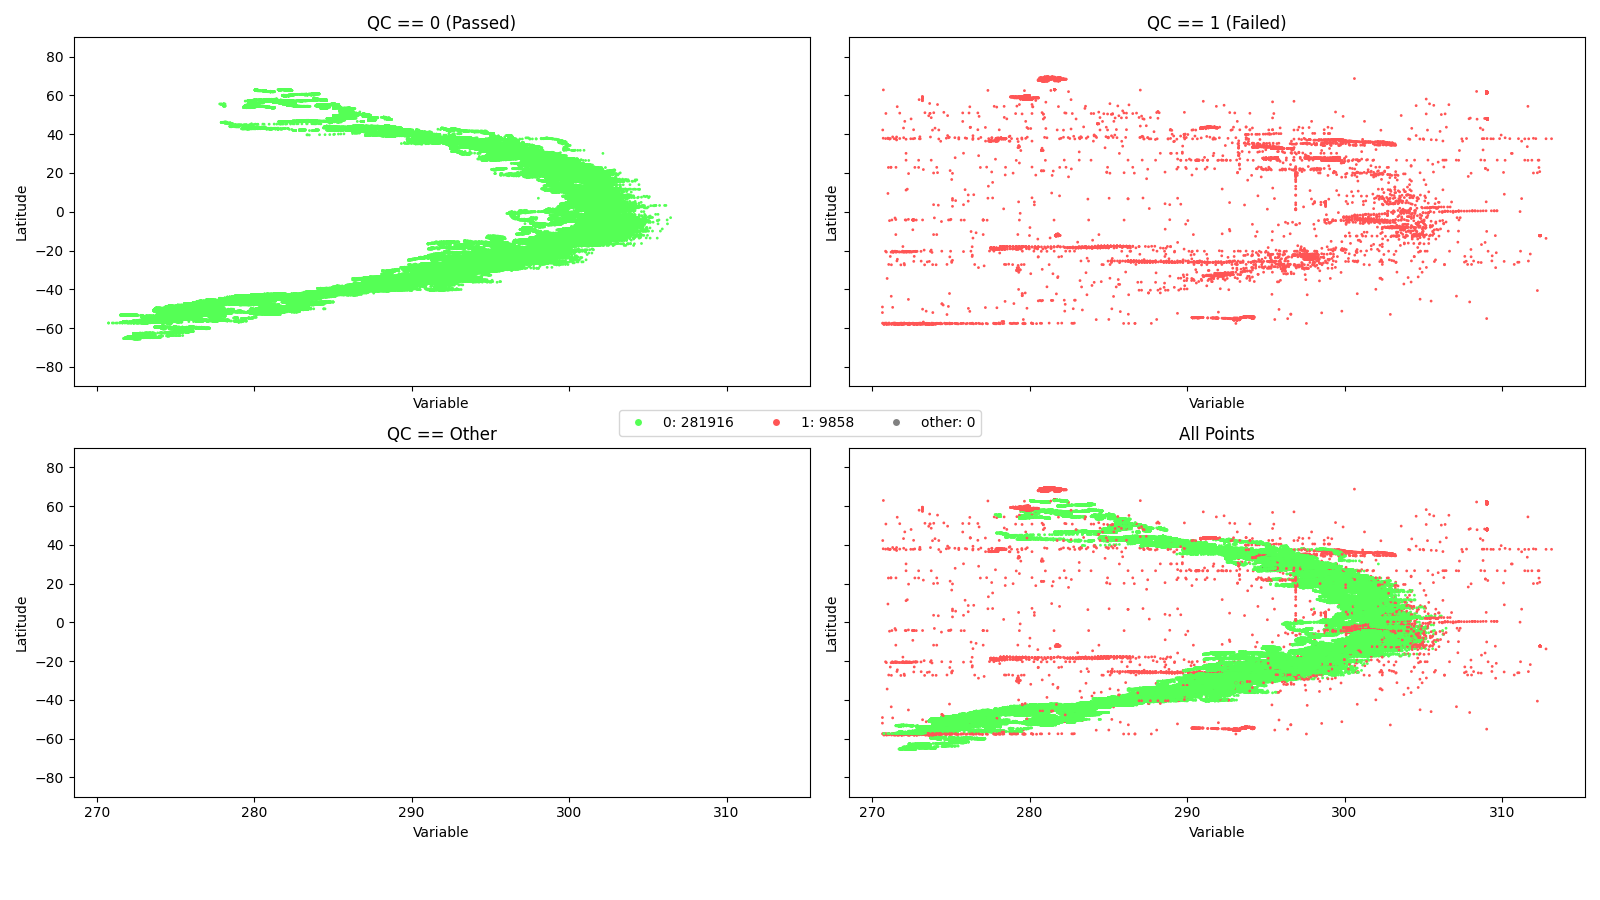 QC == 0 (Passed)
QC == 1 (Failed)
80
60
40
20
0
−20
−40
−60
−80
Latitude
Latitude
Variable
Variable
0: 281916
1: 9858
other: 0
QC == Other
All Points
80
60
40
20
0
−20
−40
−60
−80
Latitude
Latitude
270
280
290
300
310
270
280
290
300
310
Variable
Variable